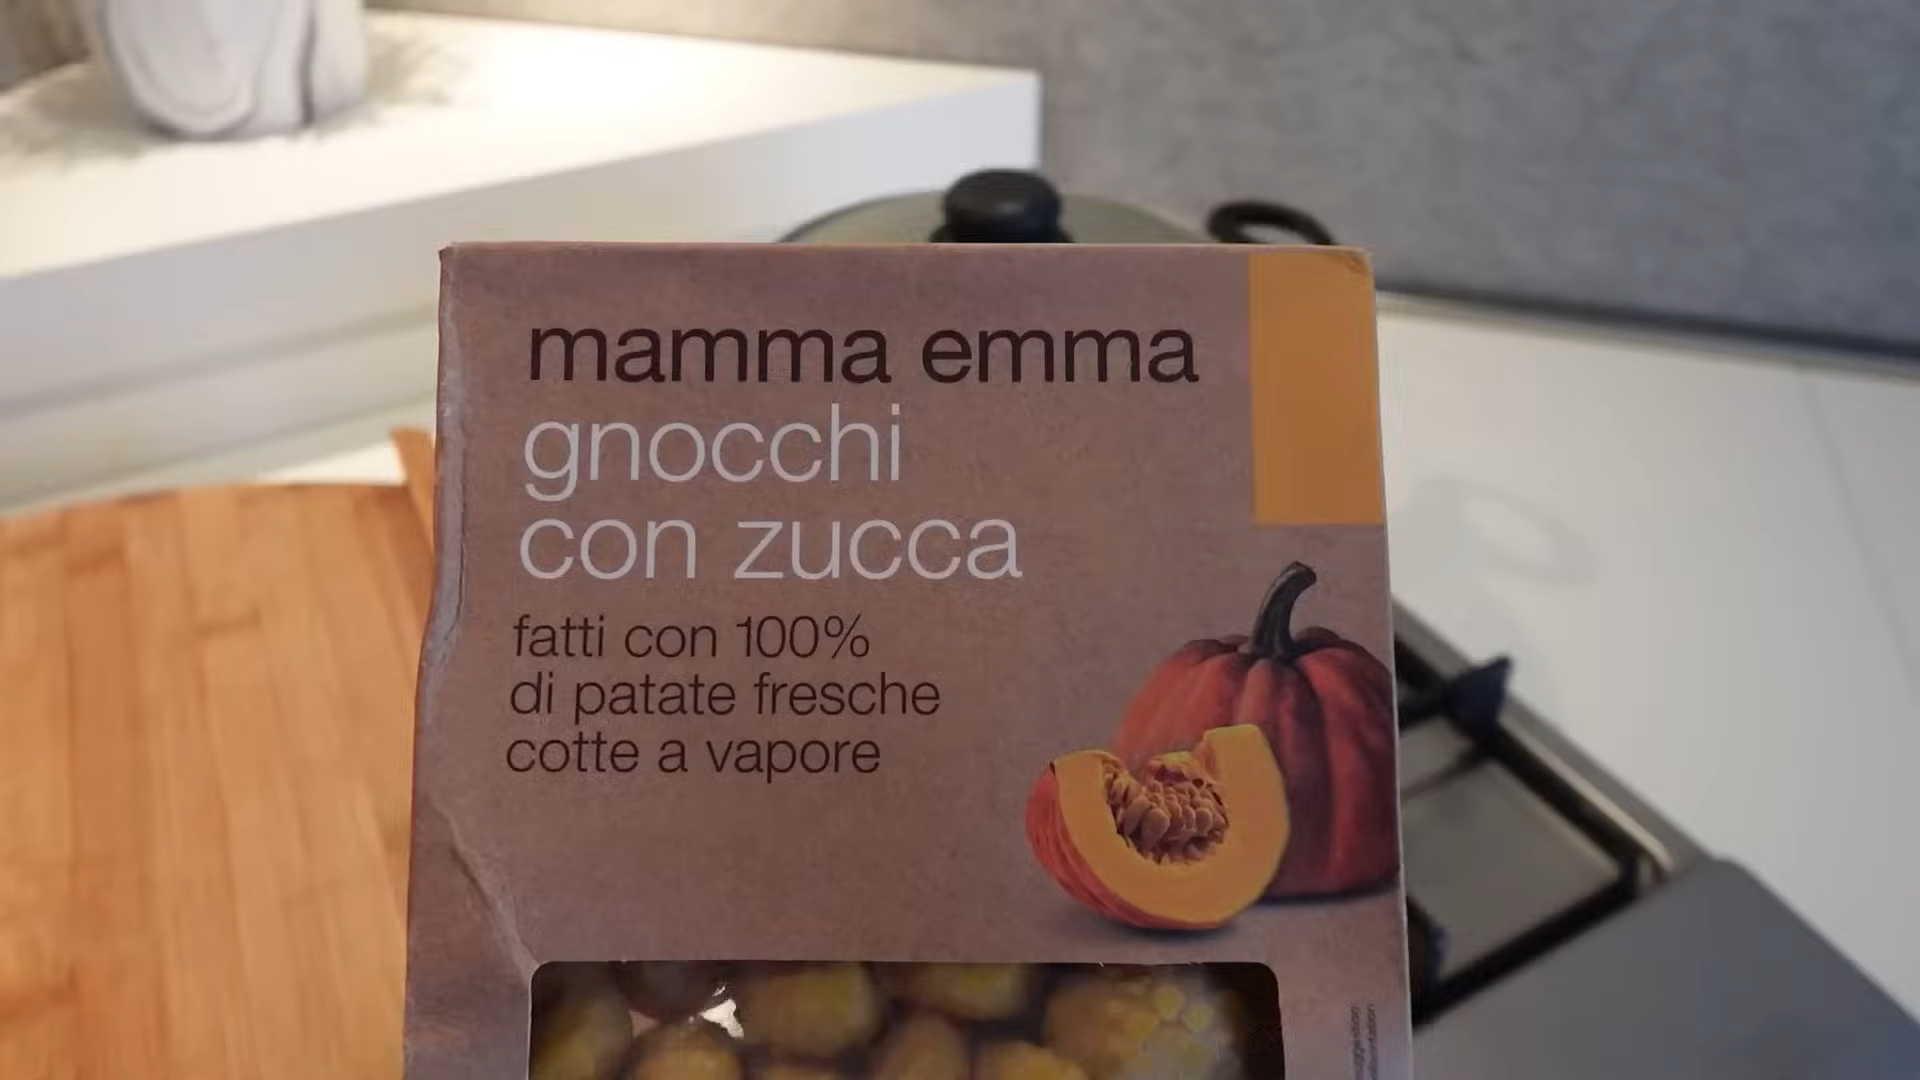 mamma emma
gnocchi
con zucca
fatti con 100%
di patate fresche
cotte a vapore